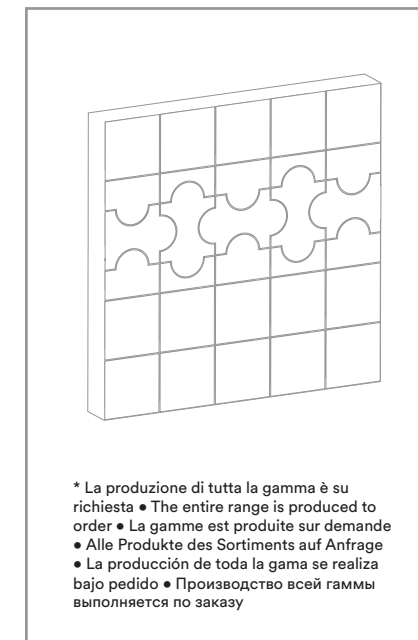 * La produzione di tutta la gamma è su
richiesta • The entire range is produced to
order • La gamme est produite sur demande
• Alle Produkte des Sortiments auf Anfrage
• La producción de toda la gama se realiza
bajo pedido • Производство всей гаммы
выполняется по заказу